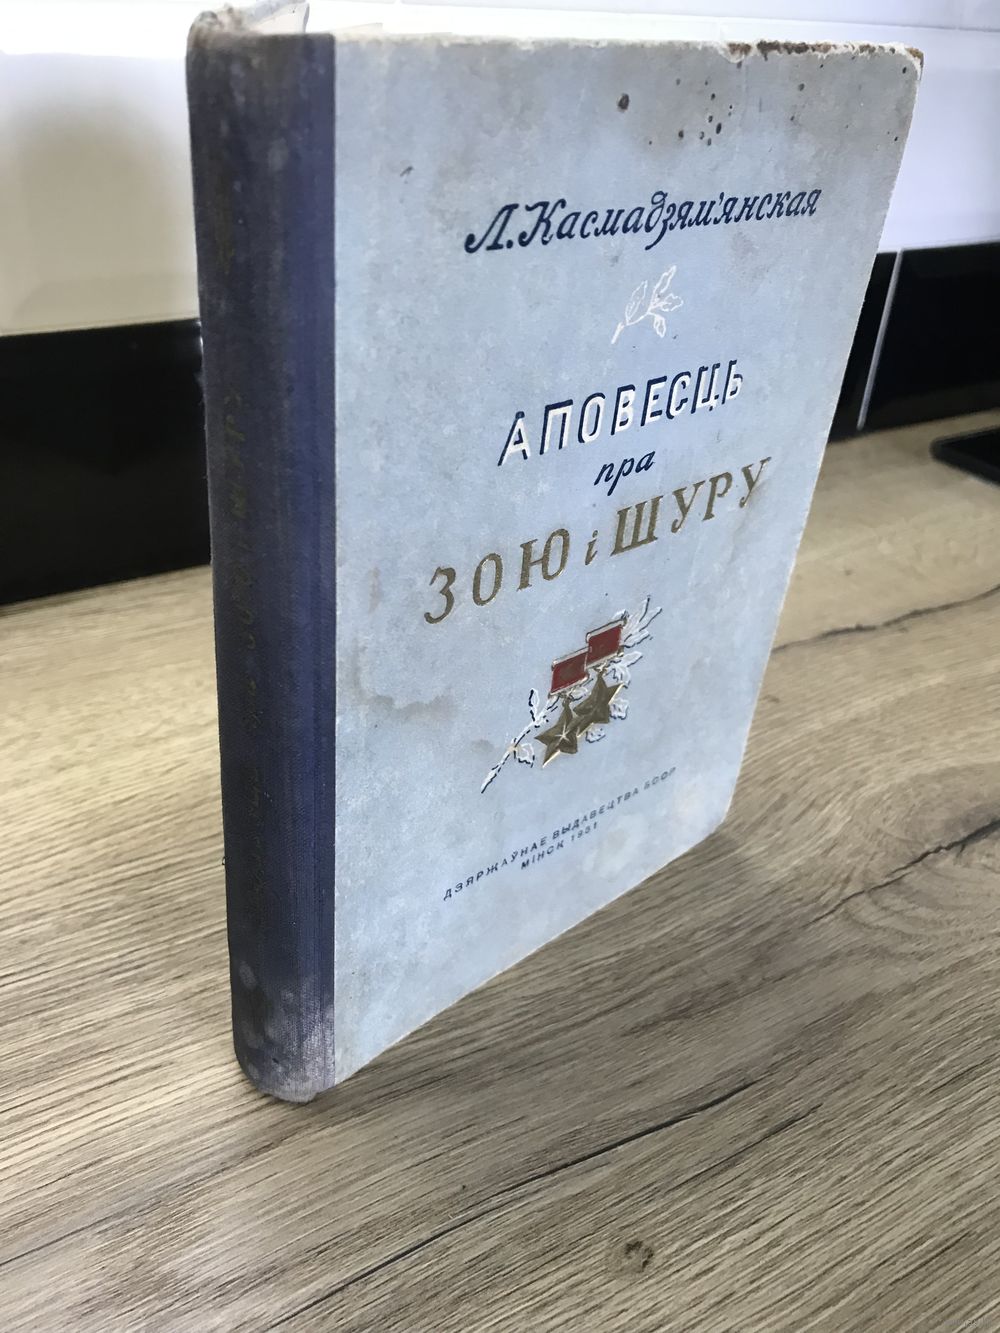 Л. Касмадзям'янская
АПОВЕСЦЬ
пра
ЗОЮ і ШУРУ
ДЗЯРЖАЎНАЕ ВЫДАВЕЦТВА БССР
МІНСК 1951